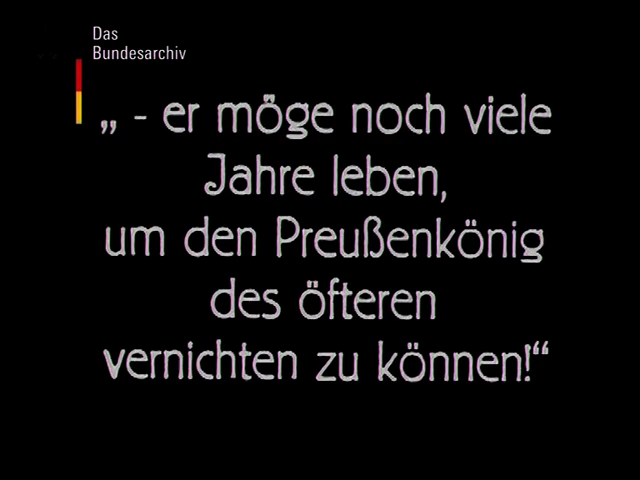 Das
Bundesarchiv
„ - er möge noch viele
Jahre leben,
um den Preußenkönig
des öfteren
vernichten zu können!“